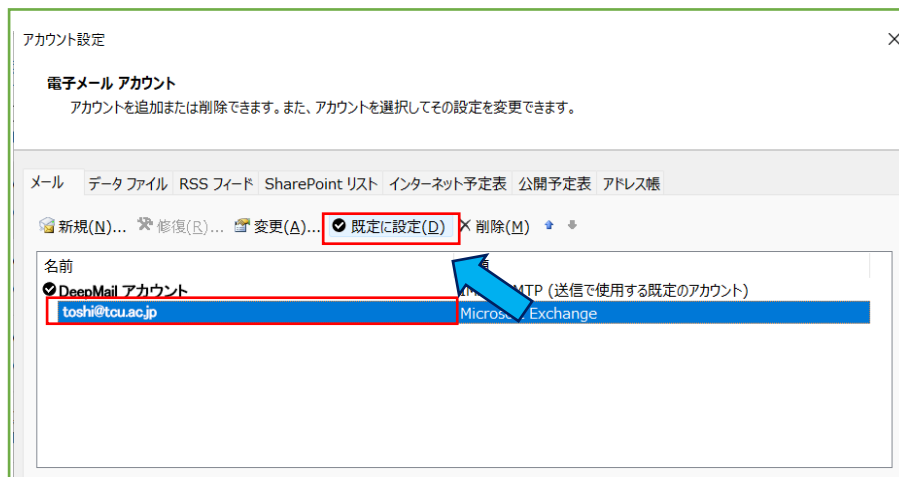 アカウント設定
電子メール アカウント
アカウントを追加または削除できます。また、アカウントを選択してその設定を変更できます。
メール データ ファイル RSS フィード SharePoint リスト インターネット予定表 公開予定表 アドレス帳
新規(N)... 修復(R)... 変更(A)... 既定に設定(D) 削除(M)
名前
DeepMail アカウント MTP (送信で使用する既定のアカウント)
toshi@tcu.ac.jp Microsoft Exchange